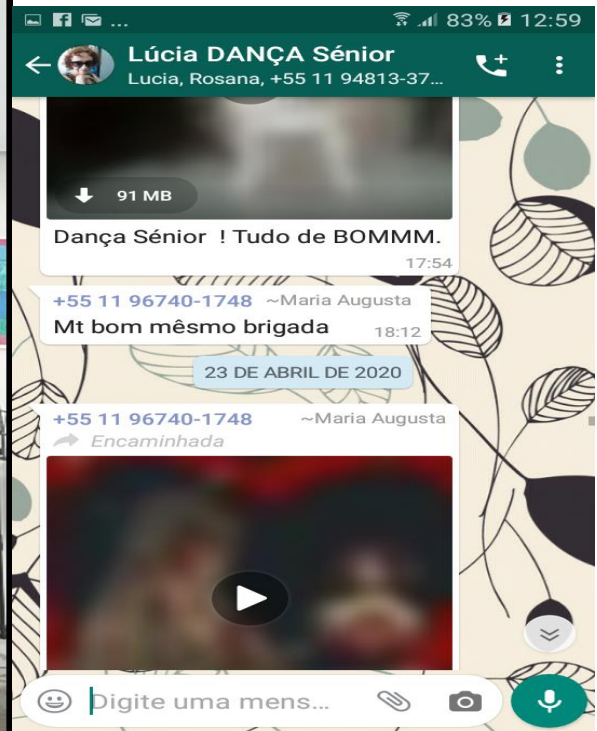 ... 83% 12:59
Lúcia DANÇA Sénior
Lucia, Rosana, +55 11 94813-37...
91 MB
Dança Sénior ! Tudo de BOMMM.
17:54
+55 11 96740-1748 ~Maria Augusta
Mt bom mêsmo brigada 18:12
23 DE ABRIL DE 2020
+55 11 96740-1748 ~Maria Augusta
Encaminhada
Digite uma mens...